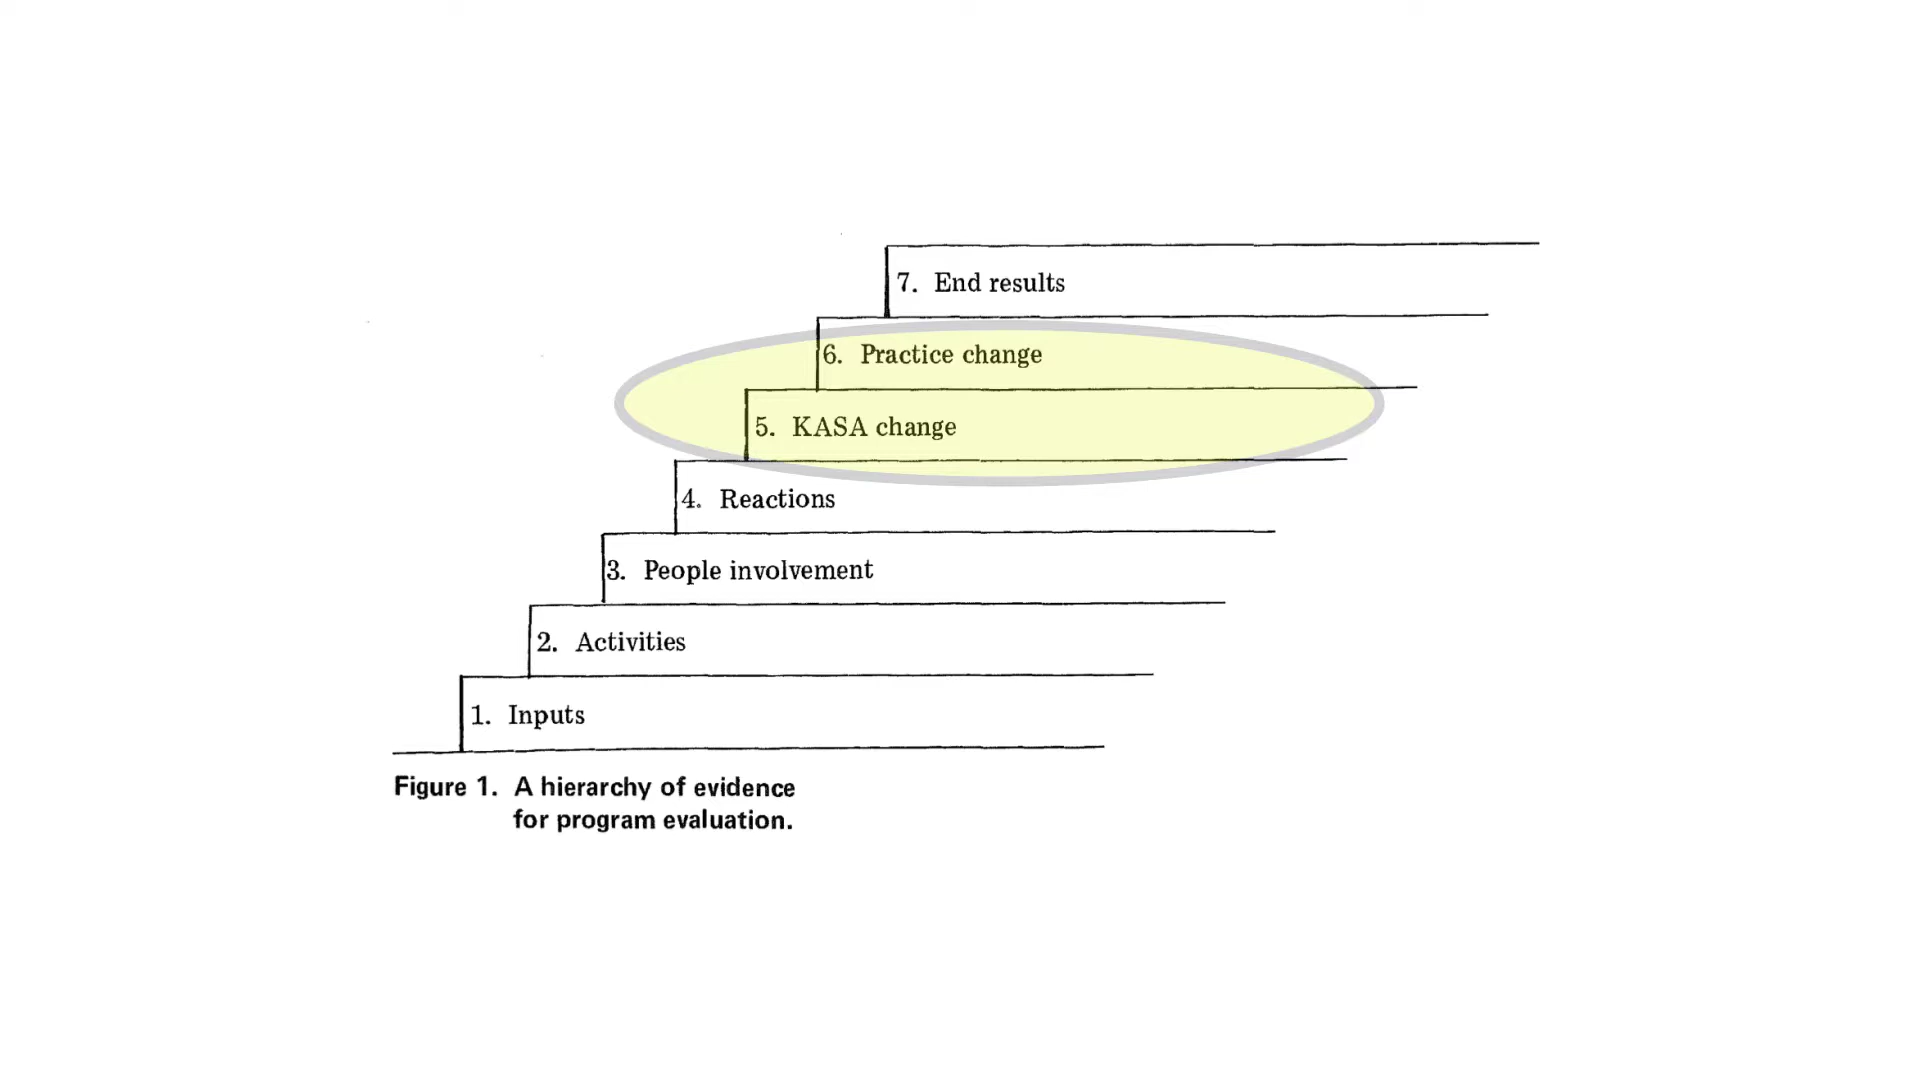 7. End results
6. Practice change
5. KASA change
4. Reactions
3. People involvement
2. Activities
1. Inputs
Figure 1. A hierarchy of evidence
for program evaluation.